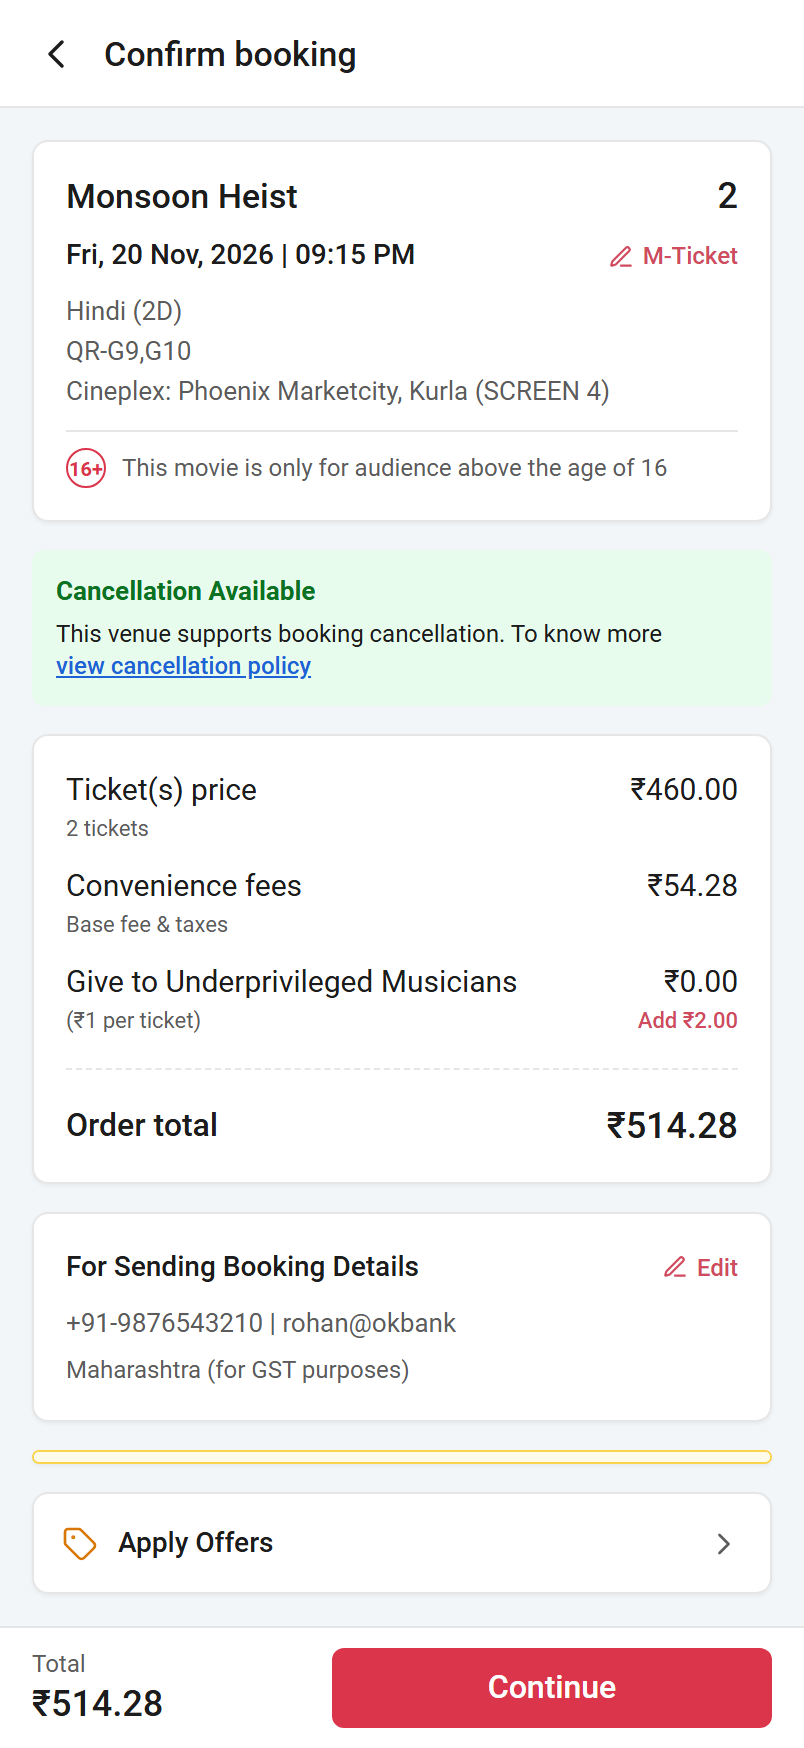 Confirm booking
Monsoon Heist 2
Fri, 20 Nov, 2026 | 09:15 PM M-Ticket
Hindi (2D)
QR-G9,G10
Cineplex: Phoenix Marketcity, Kurla (SCREEN 4)
16+ This movie is only for audience above the age of 16
Cancellation Available
This venue supports booking cancellation. To know more
view cancellation policy
Ticket(s) price ₹460.00
2 tickets
Convenience fees ₹54.28
Base fee & taxes
Give to Underprivileged Musicians ₹0.00
(₹1 per ticket) Add ₹2.00
Order total ₹514.28
For Sending Booking Details Edit
+91-9876543210 | rohan@okbank
Maharashtra (for GST purposes)
Apply Offers
Total
₹514.28 Continue